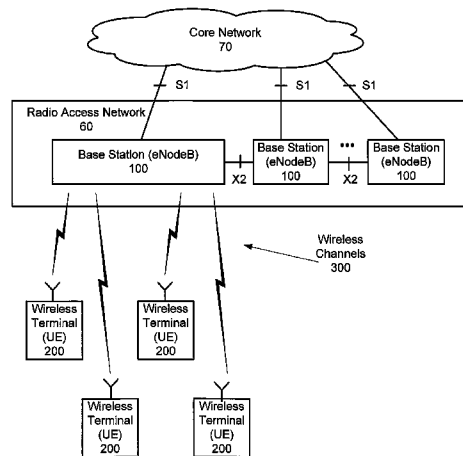 Core Network
70
S1
S1
S1
Radio Access Network
60
Base Station (eNodeB)
100
Base Station
(eNodeB)
100
Base Station
(eNodeB)
100
X2
•••
X2
Wireless
Channels
300
Wireless
Terminal
(UE)
200
Wireless
Terminal
(UE)
200
Wireless
Terminal
(UE)
200
Wireless
Terminal
(UE)
200